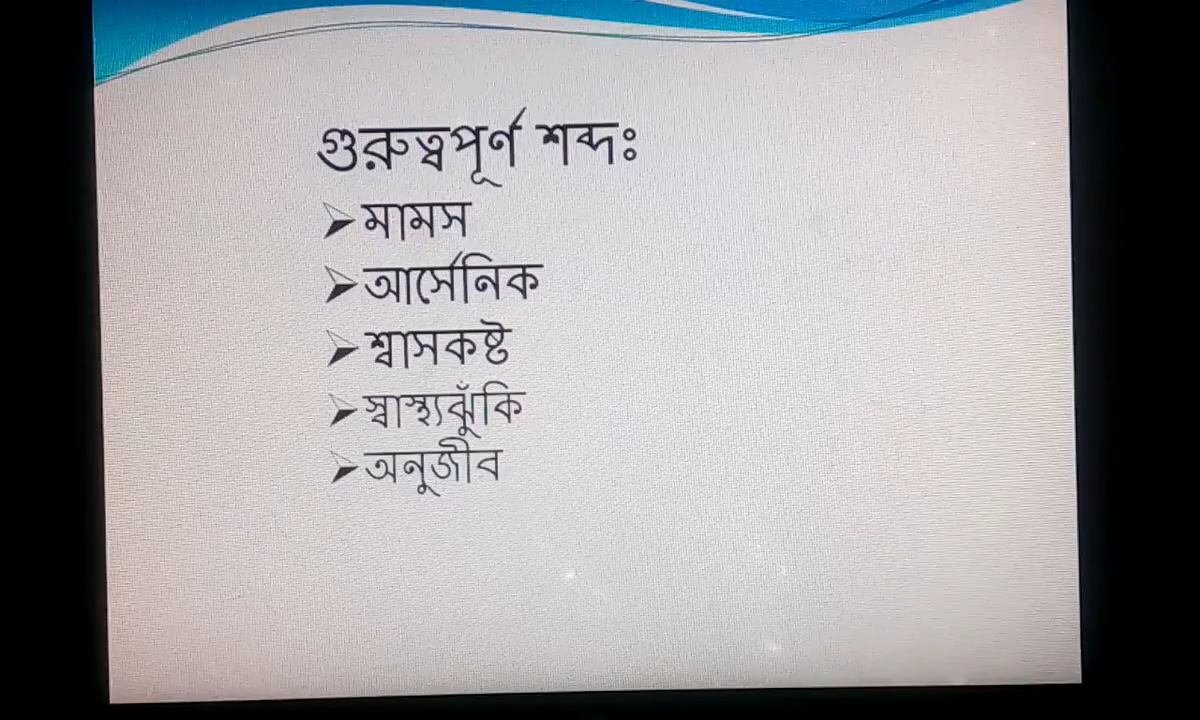 গুরুত্বপূর্ণ শব্দঃ
➢মামস
➢আর্সেনিক
➢শ্বাসকষ্ট
➢স্বাস্থ্যঝুঁকি
➢অনুজীব